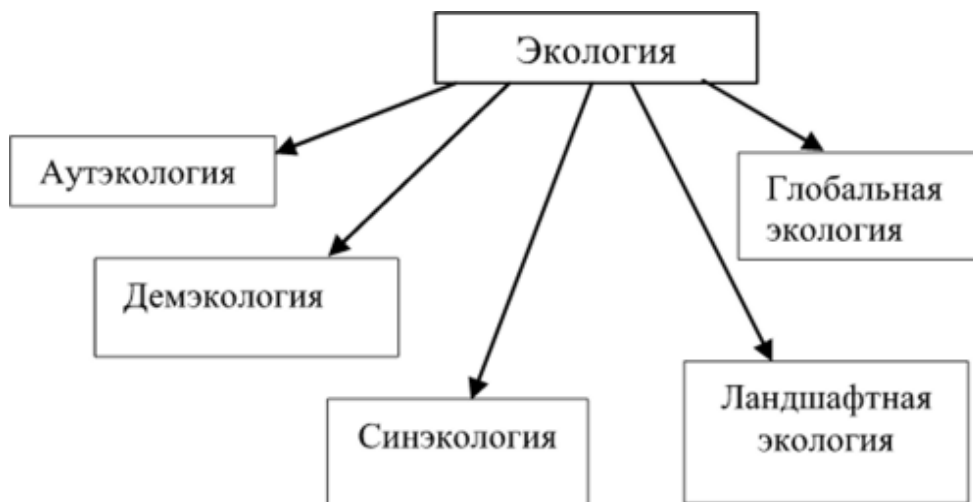 Экология
Аутэкология
Глобальная
экология
Демэкология
Ландшафтная
экология
Синэкология